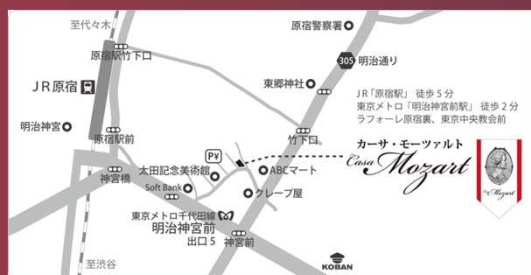 至代々木
原宿警察署
原宿駅竹下口
305 明治通り
JR原宿
東郷神社
JR「原宿駅」 徒歩5分
東京メトロ「明治神宮前駅」 徒歩2分
ラフォーレ原宿裏、東京中央教会前
明治神宮
原宿駅前
竹下口
カーサ・モーツァルト
Casa Mozart
P¥
神宮橋
太田記念美術館
ABCマート
Soft Bank
クレープ屋
東京メトロ千代田線
明治神宮前
出口5
神宮前
至渋谷
KOBAN